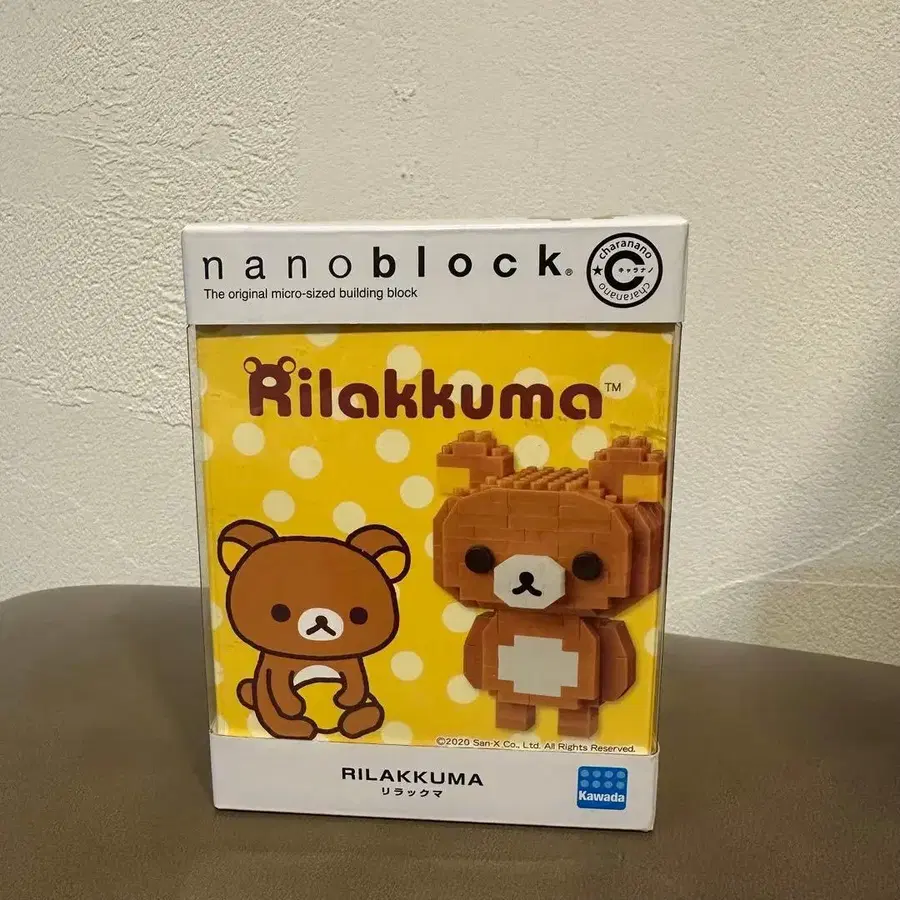 nanoblock®
The original micro-sized building block
charanano
キャラナノ
charanano
Rilakkuma™
©2020 San-X Co., Ltd. All Rights Reserved.
RILAKKUMA
リラックマ
Kawada